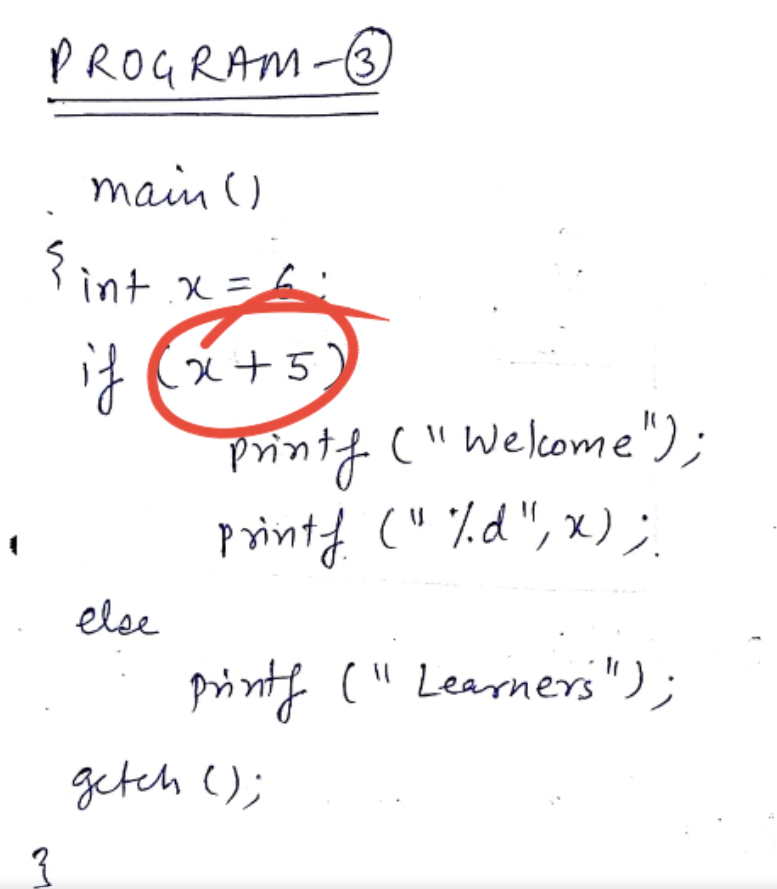 PROGRAM-③
main()
{ int x = 6;
if (x + 5)
printf ("Welcome");
printf ("%d", x);
else
printf ("Learners");
getch ();
}